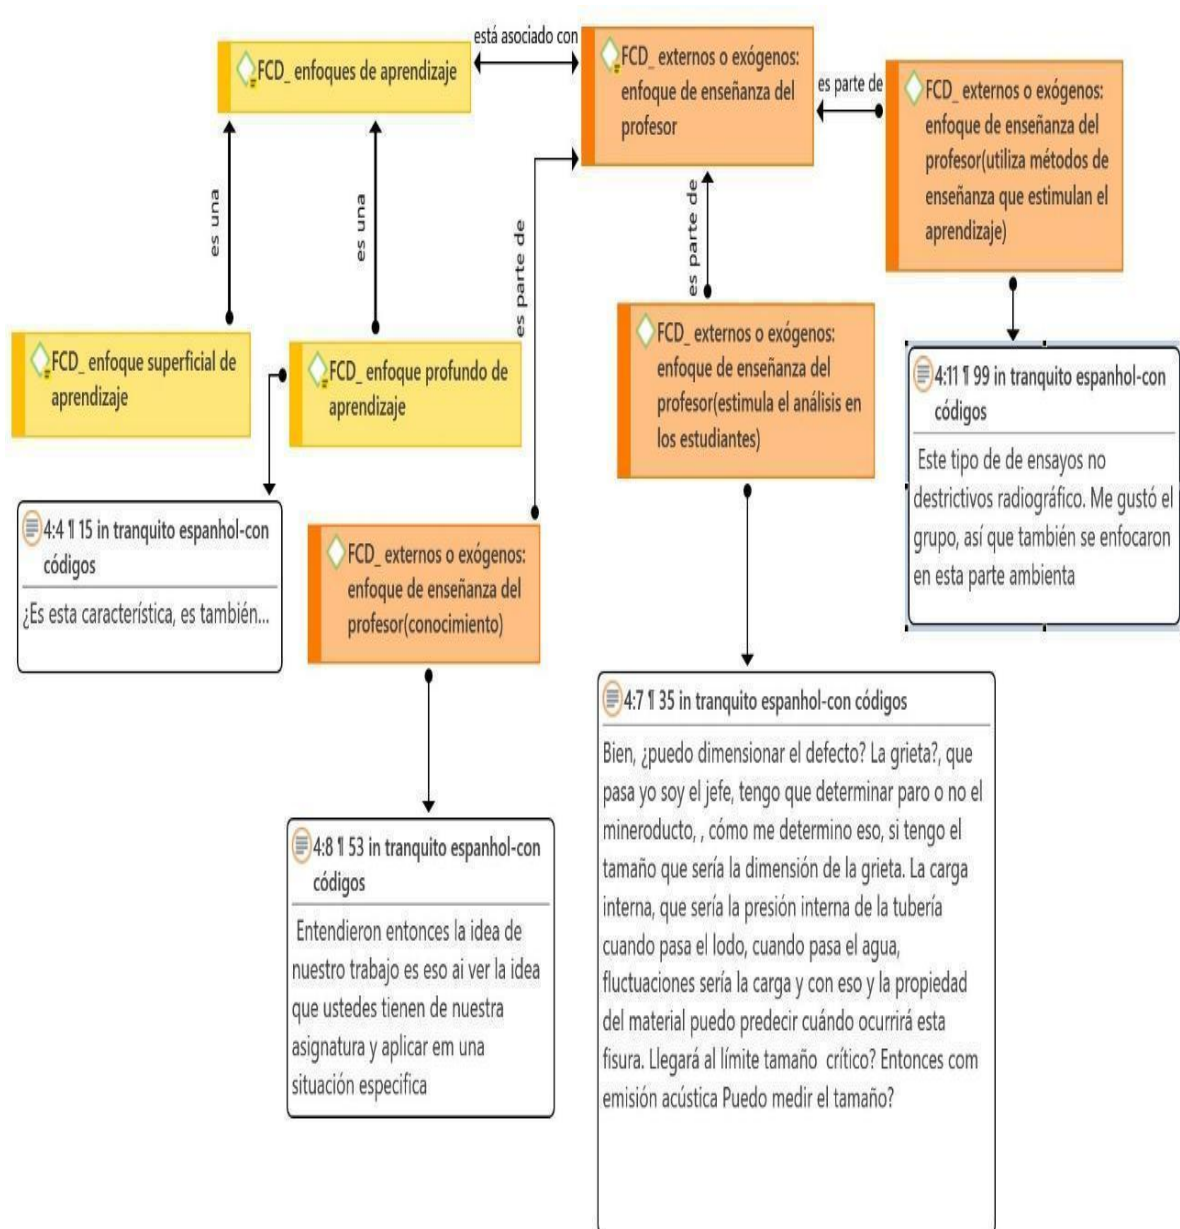 está asociado con
FCD_ enfoques de aprendizaje
FCD_ externos o exógenos:
enfoque de enseñanza del
profesor
es parte de
FCD_ externos o exógenos:
enfoque de enseñanza del
profesor(utiliza métodos de
enseñanza que estimulan el
aprendizaje)
es una
es una
es parte de
es parte de
FCD_ enfoque superficial de
aprendizaje
FCD_ enfoque profundo de
aprendizaje
FCD_ externos o exógenos:
enfoque de enseñanza del
profesor(estimula el análisis en
los estudiantes)
4:11 ¶ 99 in tranquito espanhol-con
códigos
Este tipo de de ensayos no
destrictivos radiográfico. Me gustó el
grupo, así que también se enfocaron
en esta parte ambienta
4:4 ¶ 15 in tranquito espanhol-con
códigos
¿Es esta característica, es también...
FCD_ externos o exógenos:
enfoque de enseñanza del
profesor(conocimiento)
4:7 ¶ 35 in tranquito espanhol-con códigos
Bien, ¿puedo dimensionar el defecto? La grieta?, que
pasa yo soy el jefe, tengo que determinar paro o no el
mineroducto, , cómo me determino eso, si tengo el
tamaño que sería la dimensión de la grieta. La carga
interna, que sería la presión interna de la tubería
cuando pasa el lodo, cuando pasa el agua,
fluctuaciones sería la carga y con eso y la propiedad
del material puedo predecir cuándo ocurrirá esta
fisura. Llegará al límite tamaño crítico? Entonces com
emisión acústica Puedo medir el tamaño?
4:8 ¶ 53 in tranquito espanhol-con
códigos
Entendieron entonces la idea de
nuestro trabajo es eso ai ver la idea
que ustedes tienen de nuestra
asignatura y aplicar em una
situación especifica